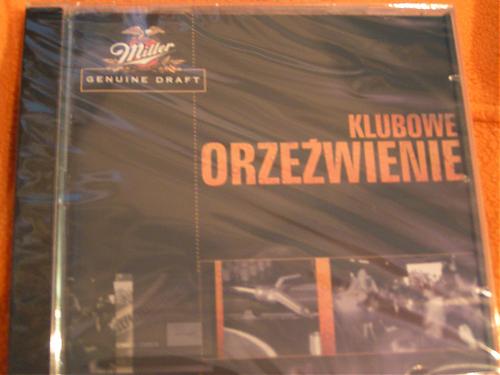 Miller
GENUINE DRAFT
KLUBOWE
ORZEŹWIENIE